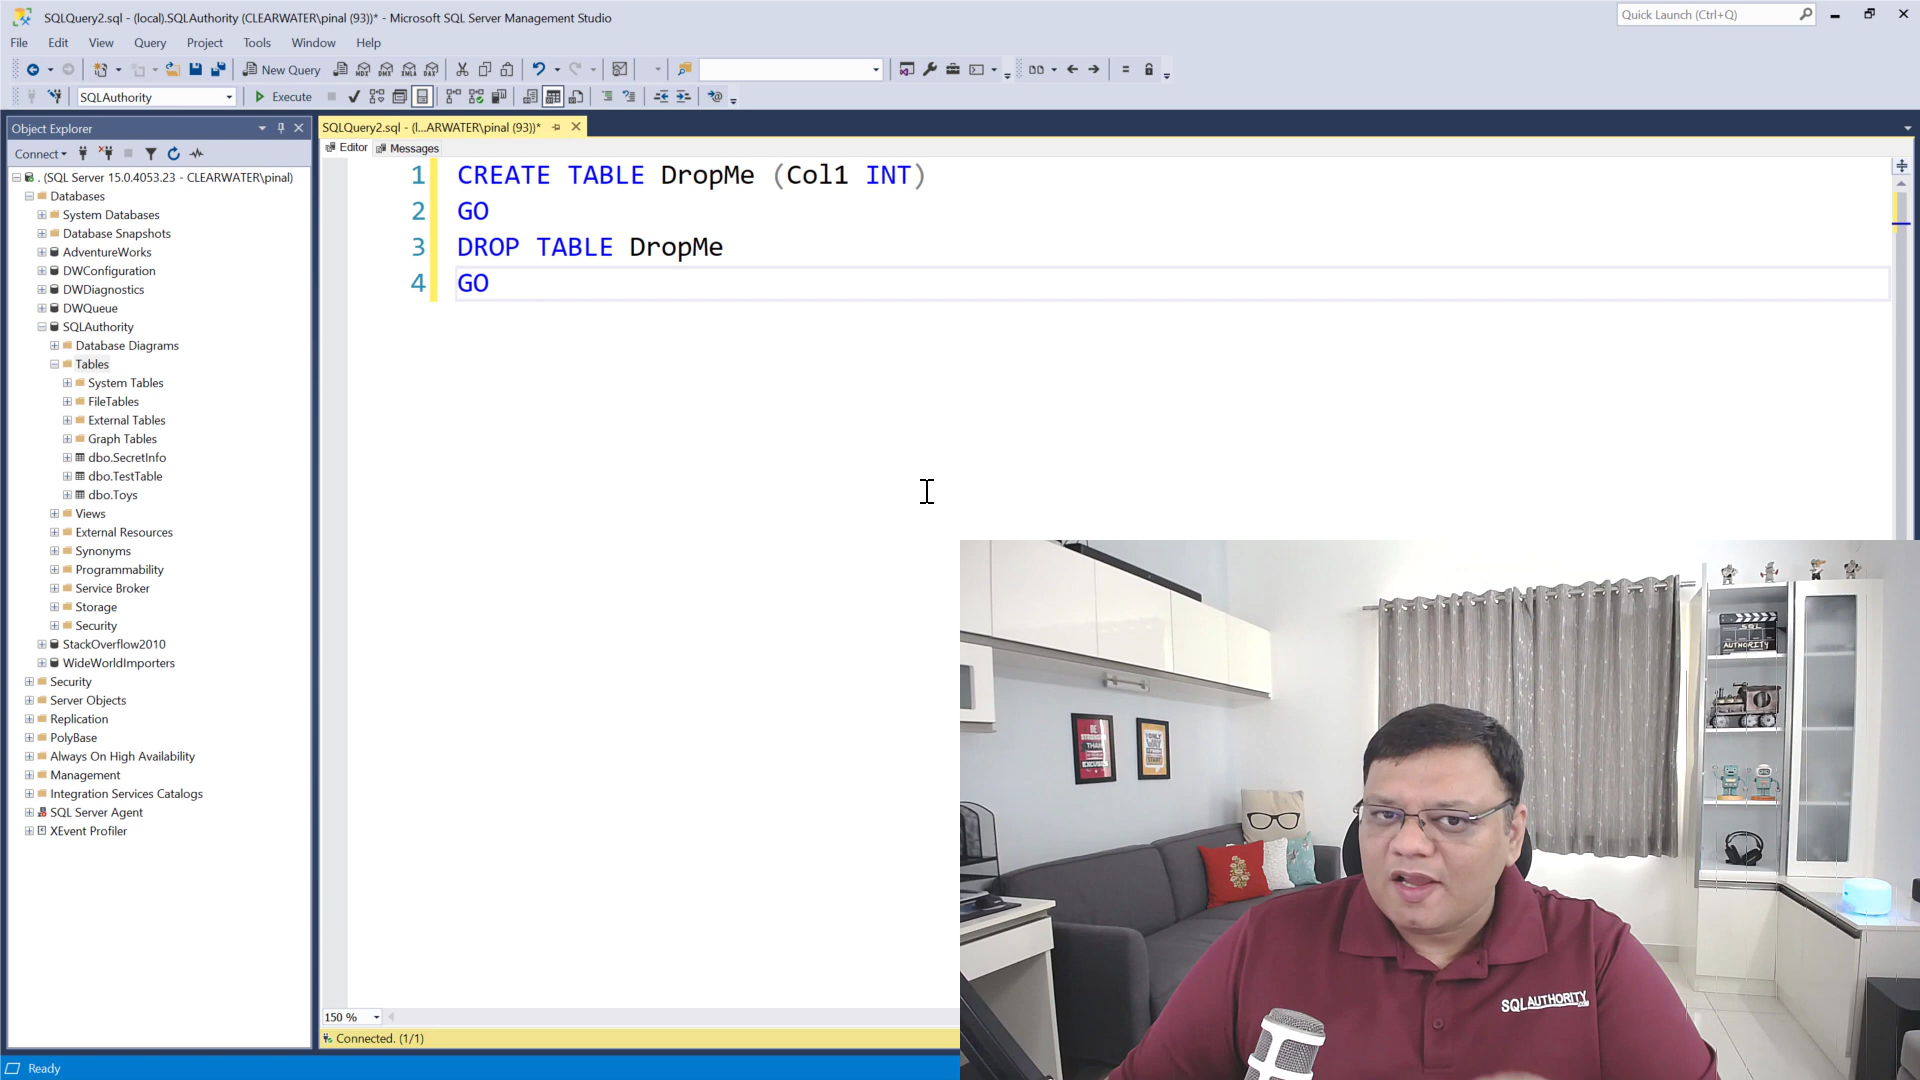 SQLQuery2.sql - (local).SQLAuthority (CLEARWATER\pinal (93))* - Microsoft SQL Server Management Studio
Quick Launch (Ctrl+Q)
File Edit View Query Project Tools Window Help
New Query
MDX DMX XMLA DAX
SQLAuthority
Execute
Object Explorer
SQLQuery2.sql - (l...ARWATER\pinal (93))*
Connect
Editor Messages
. (SQL Server 15.0.4053.23 - CLEARWATER\pinal)
Databases
System Databases
Database Snapshots
AdventureWorks
DWConfiguration
DWDiagnostics
DWQueue
SQLAuthority
Database Diagrams
Tables
System Tables
FileTables
External Tables
Graph Tables
dbo.SecretInfo
dbo.TestTable
dbo.Toys
Views
External Resources
Synonyms
Programmability
Service Broker
Storage
Security
StackOverflow2010
WideWorldImporters
Security
Server Objects
Replication
PolyBase
Always On High Availability
Management
Integration Services Catalogs
SQL Server Agent
XEvent Profiler
1 CREATE TABLE DropMe (Col1 INT)
2 GO
3 DROP TABLE DropMe
4 GO
SQL
AUTHORITY
SQLAUTHORITY
150 %
Connected. (1/1)
Ready